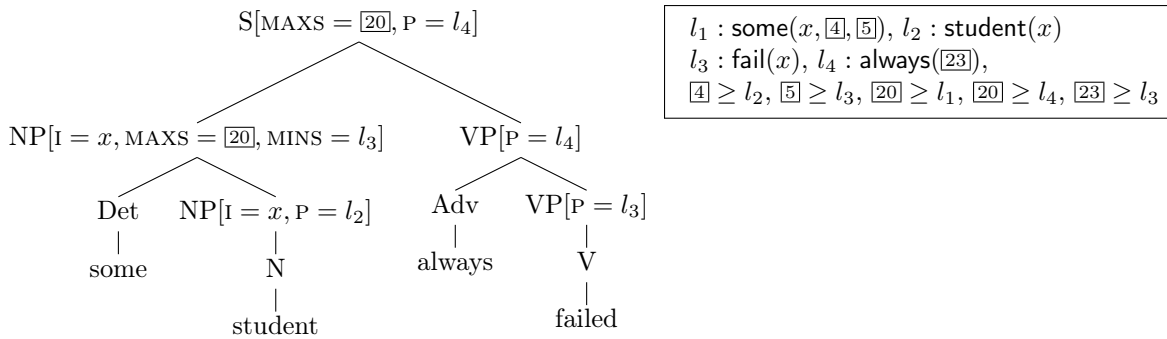 S[MAXS = 20, P = l₄]
l₁ : some(x, 4, 5), l₂ : student(x)
l₃ : fail(x), l₄ : always(23),
4 ≥ l₂, 5 ≥ l₃, 20 ≥ l₁, 20 ≥ l₄, 23 ≥ l₃
NP[I = x, MAXS = 20, MINS = l₃] VP[P = l₄]
Det NP[I = x, P = l₂] Adv VP[P = l₃]
some N always V
student failed